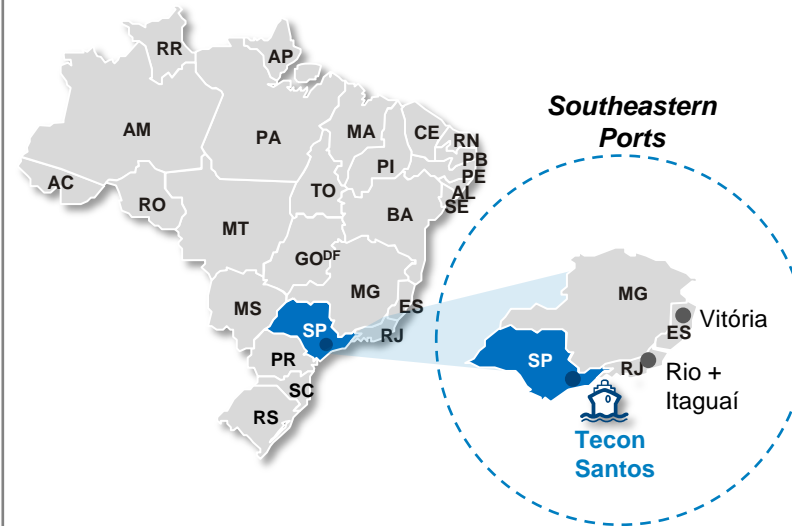 RR
AP
AM
PA
MA
CE
RN
PB
PE
AL
SE
PI
AC
RO
TO
BA
MT
GO DF
MG
ES
MS
SP
RJ
PR
SC
RS
Southeastern
Ports
MG
ES
Vitória
SP
RJ
Rio +
Itaguaí
Tecon
Santos